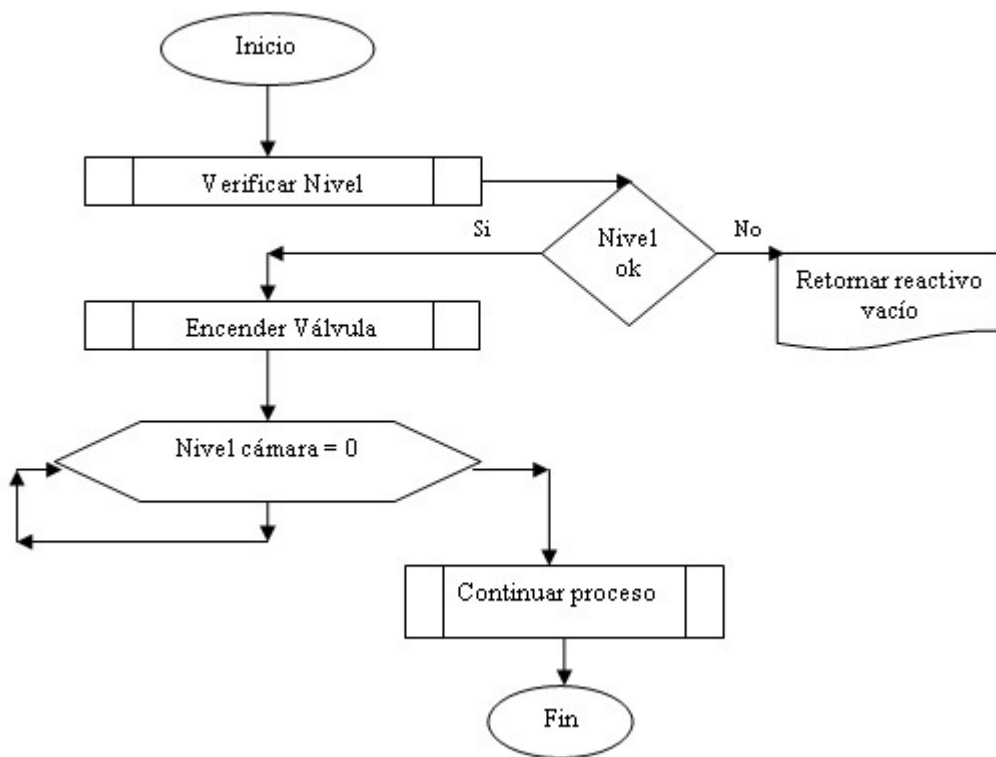 Inicio
Verificar Nivel
Si
Nivel
ok
No
Retornar reactivo
vacío
Encender Válvula
Nivel cámara = 0
Continuar proceso
Fin